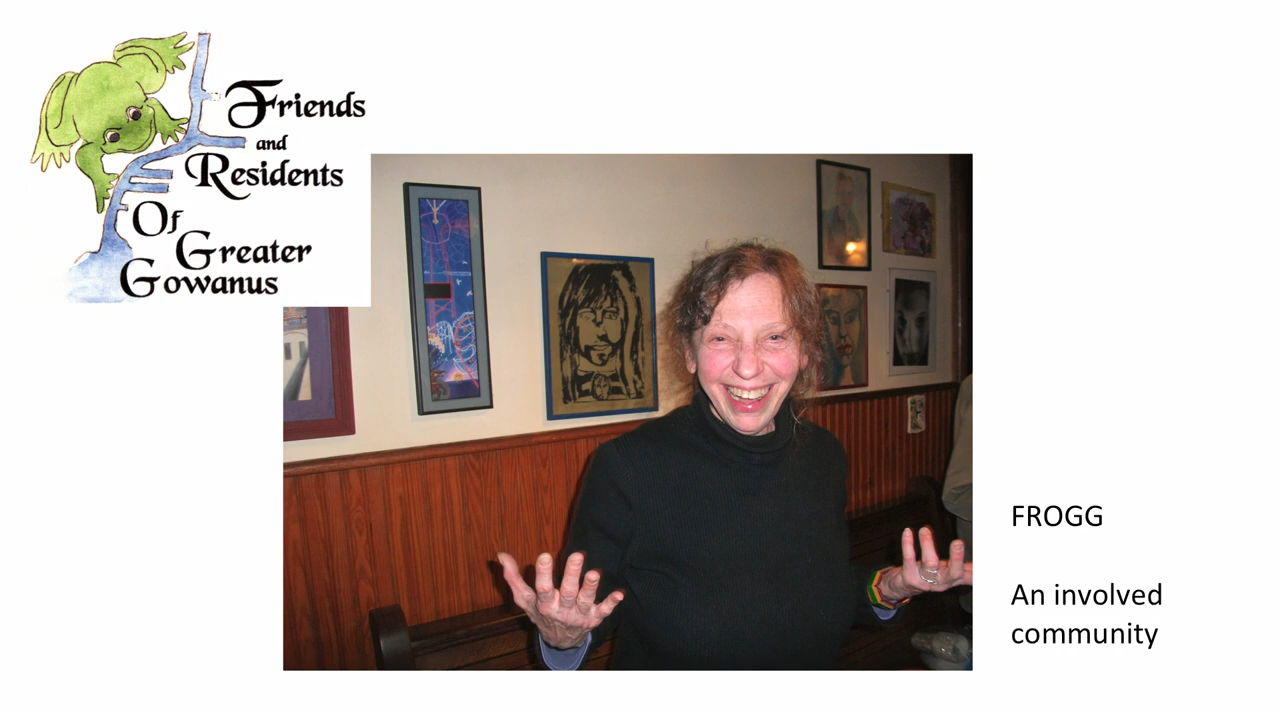 Friends
and
Residents
Of
Greater
Gowanus
FROGG
An involved
community